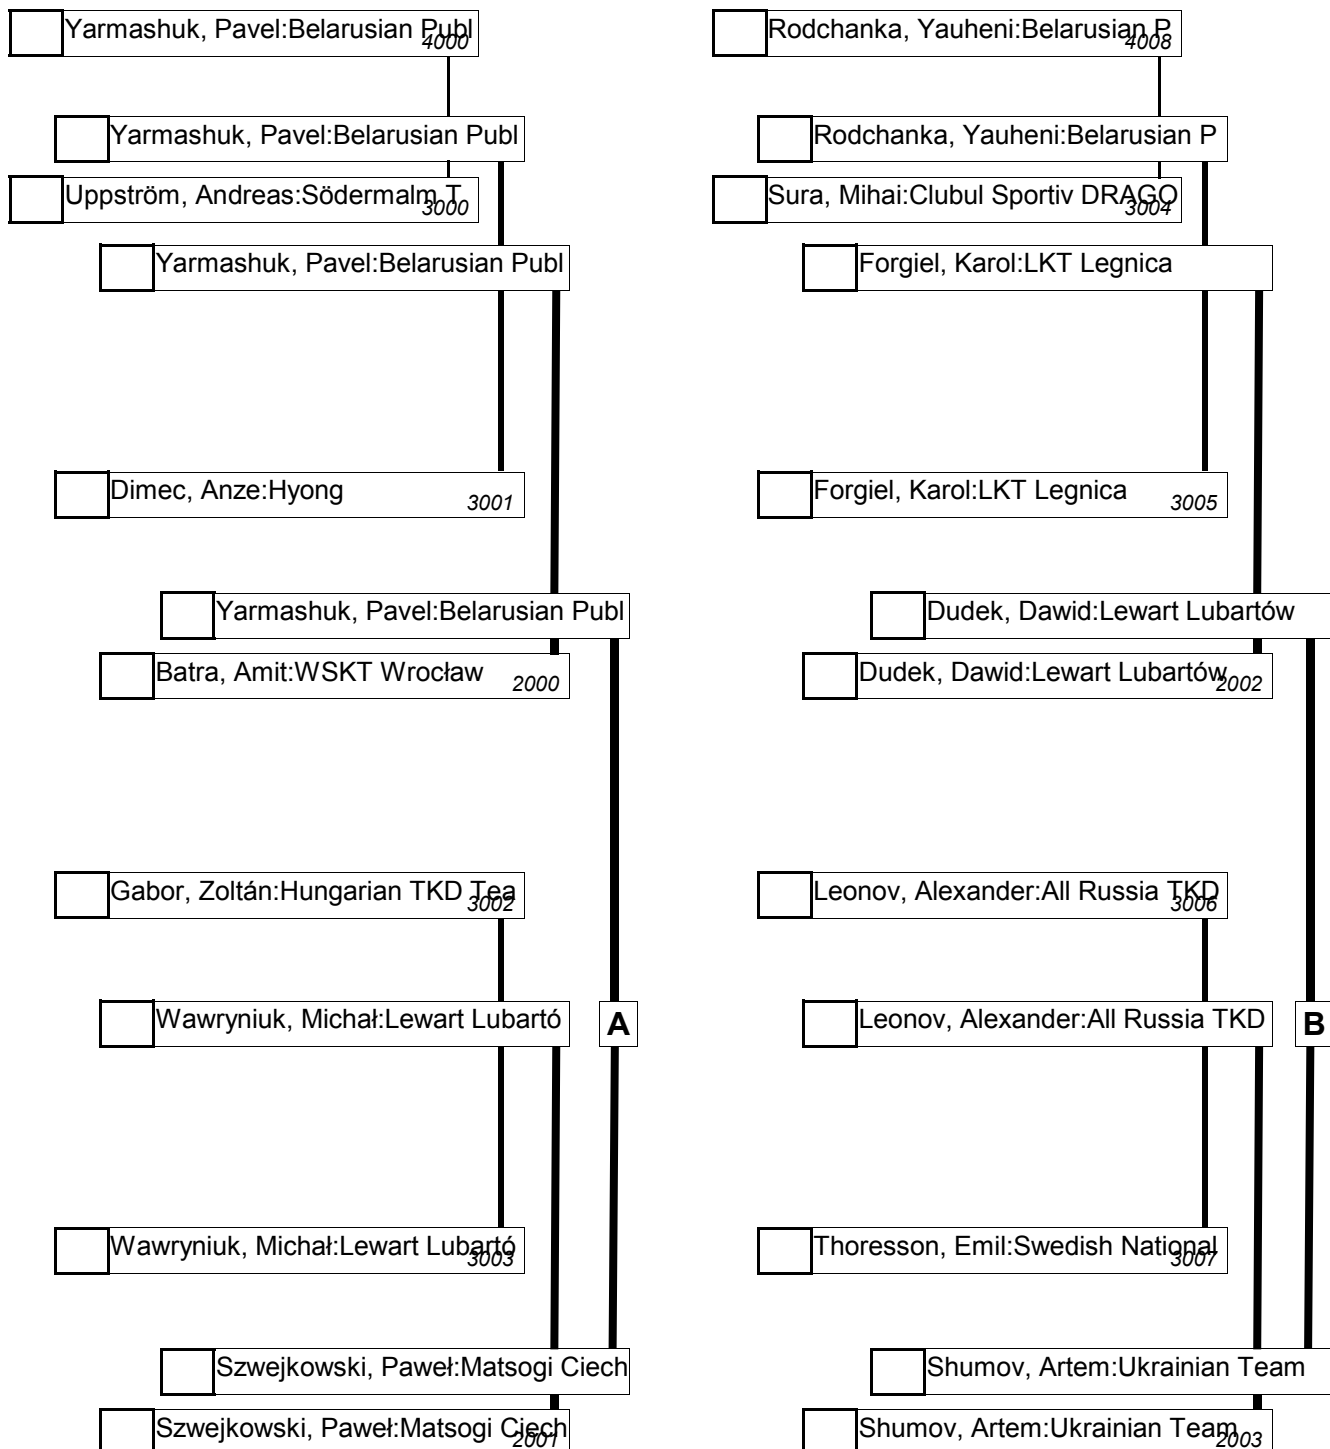 Yarmashuk, Pavel:Belarusian Publ 4000
Rodchanka, Yauheni:Belarusian P 4008
Yarmashuk, Pavel:Belarusian Publ
Rodchanka, Yauheni:Belarusian P
Uppström, Andreas:Södermalm T 3000
Sura, Mihai:Clubul Sportiv DRAGO 3004
Yarmashuk, Pavel:Belarusian Publ
Forgiel, Karol:LKT Legnica
Dimec, Anze:Hyong 3001
Forgiel, Karol:LKT Legnica 3005
Yarmashuk, Pavel:Belarusian Publ
Dudek, Dawid:Lewart Lubartów
Batra, Amit:WSKT Wrocław 2000
Dudek, Dawid:Lewart Lubartów 2002
Gabor, Zoltán:Hungarian TKD Tea 3002
Leonov, Alexander:All Russia TKD 3006
Wawryniuk, Michał:Lewart Lubartó
A
Leonov, Alexander:All Russia TKD
B
Wawryniuk, Michał:Lewart Lubartó 3003
Thoresson, Emil:Swedish National 3007
Szwejkowski, Paweł:Matsogi Ciech
Shumov, Artem:Ukrainian Team
Szwejkowski, Paweł:Matsogi Ciech 2001
Shumov, Artem:Ukrainian Team 2003